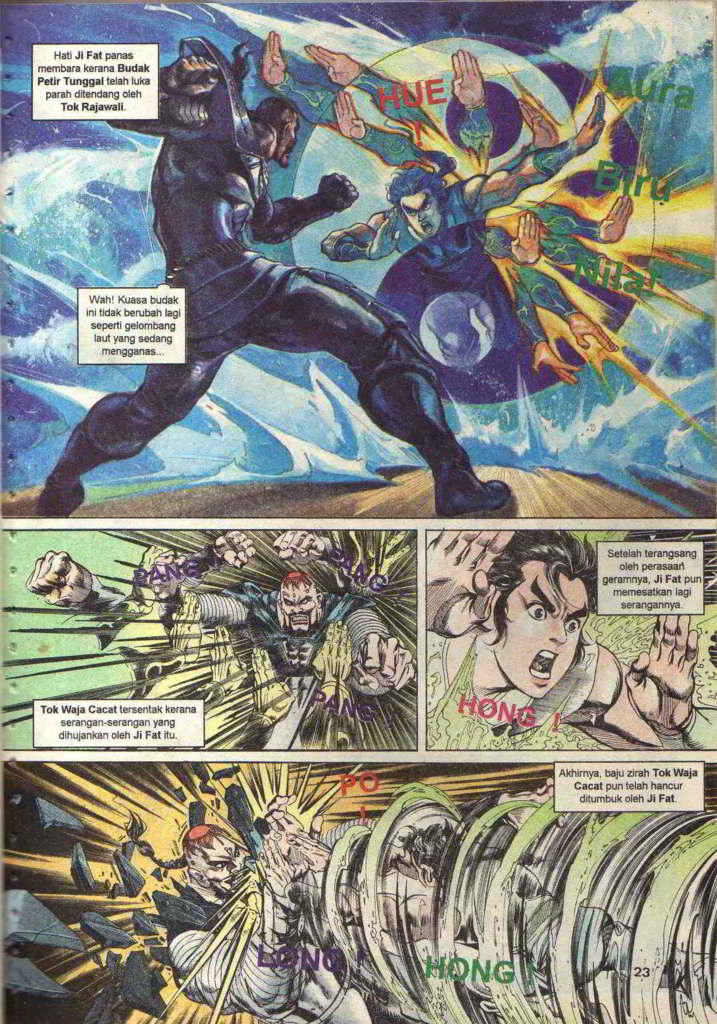 Hati Ji Fat panas
membara kerana Budak
Petir Tunggal telah luka
parah ditendang oleh
Tok Rajawali.
HUE
!
Aura
Biru
Nila!
Wah! Kuasa budak
ini tidak berubah lagi
seperti gelombang
laut yang sedang
mengganas...
PANG !
PANG
PANG !
Tok Waja Cacat tersentak kerana
serangan-serangan yang
dihujankan oleh Ji Fat itu.
Setelah terangsang
oleh perasaan
geramnya, Ji Fat pun
memesatkan lagi
serangannya.
HONG !
PO
!
Akhirnya, baju zirah Tok Waja
Cacat pun telah hancur
ditumbuk oleh Ji Fat.
LONG !
HONG !
23